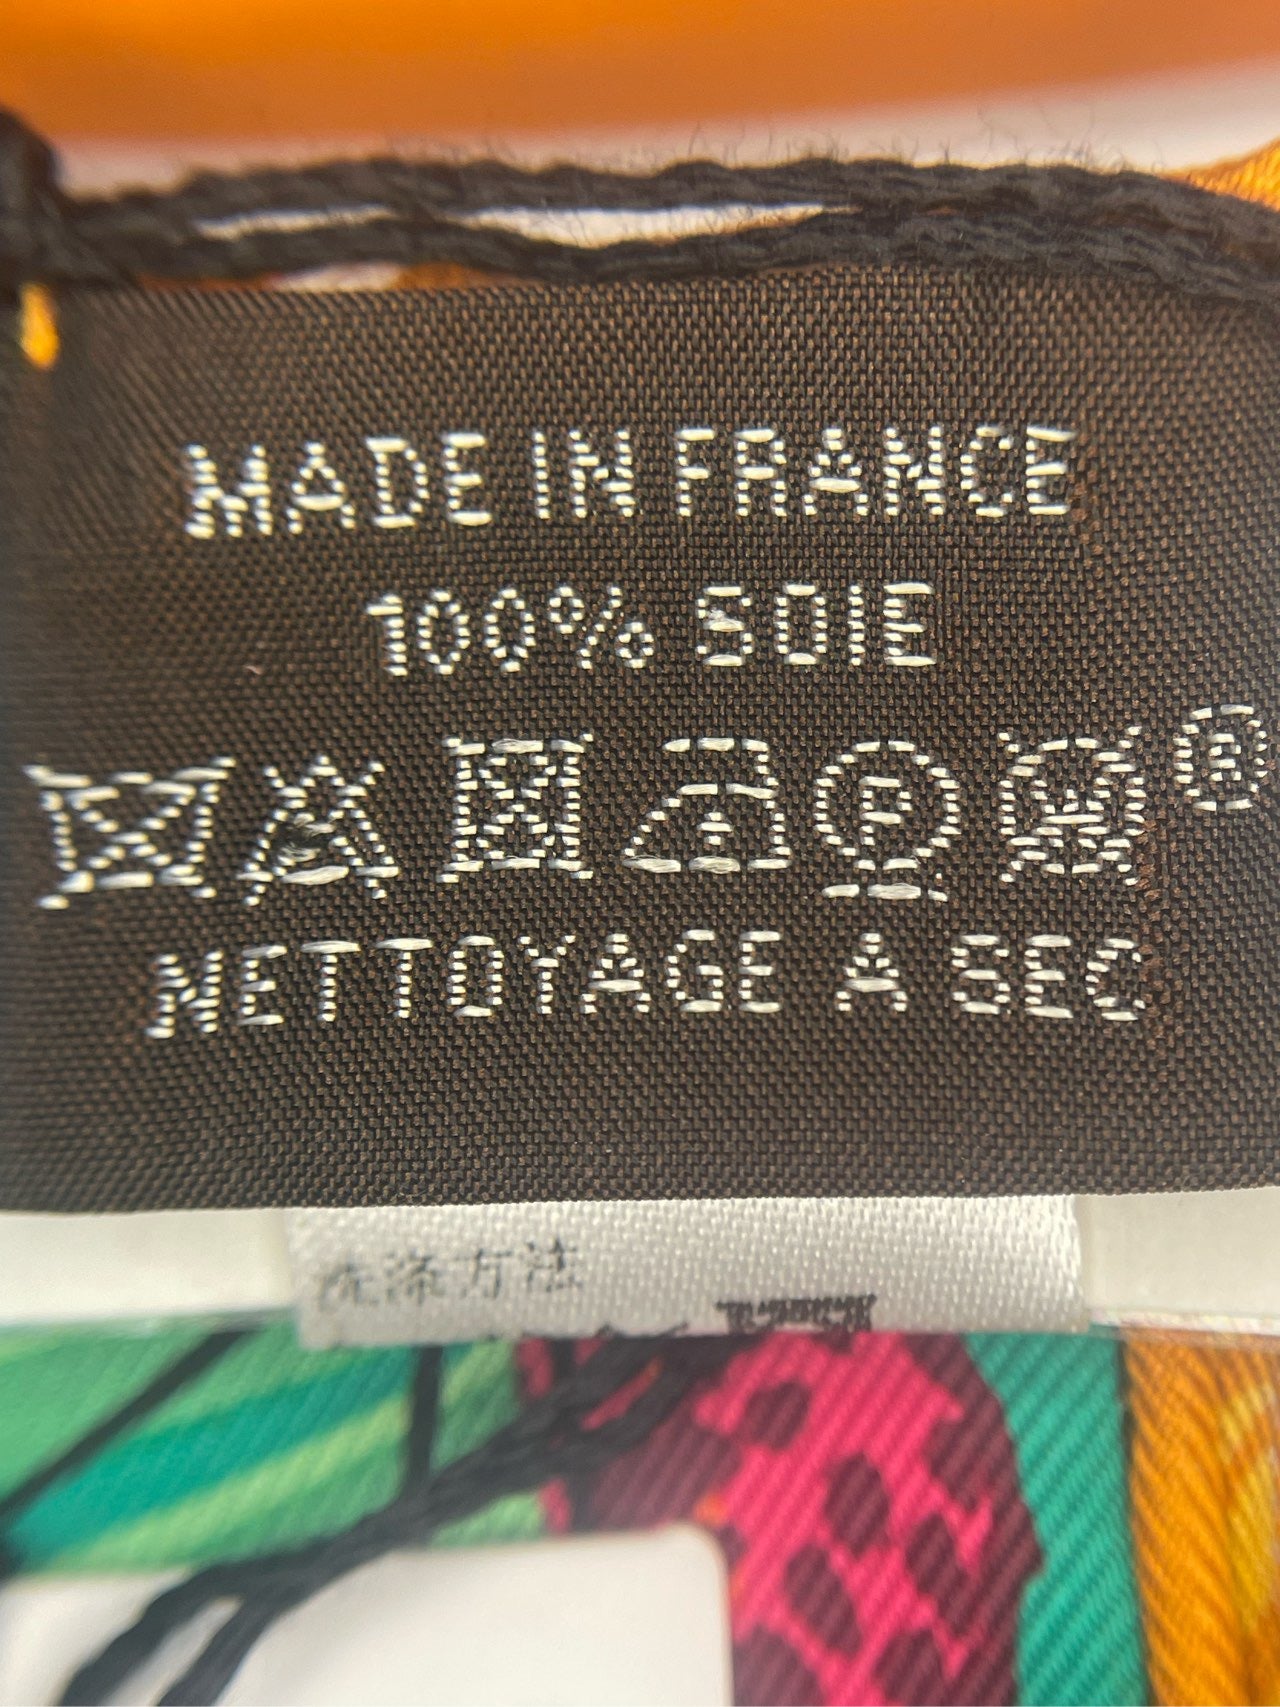 MADE IN FRANCE
100% SOIE
NETTOYAGE A SEC
洗涤方法